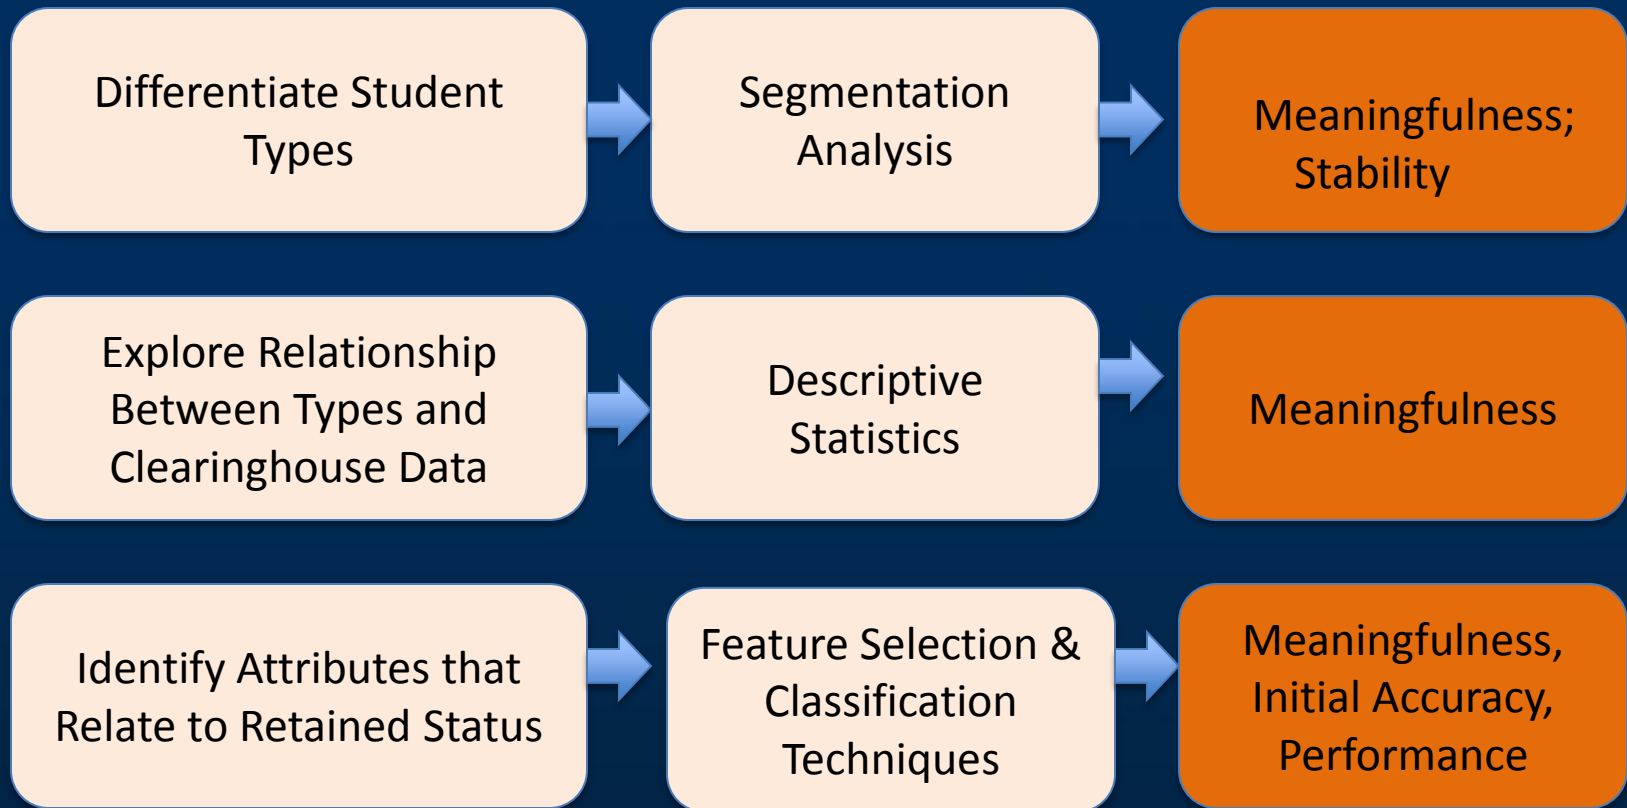 Differentiate Student
Types
Segmentation
Analysis
Meaningfulness;
Stability
Explore Relationship
Between Types and
Clearinghouse Data
Descriptive
Statistics
Meaningfulness
Identify Attributes that
Relate to Retained Status
Feature Selection &
Classification
Techniques
Meaningfulness,
Initial Accuracy,
Performance